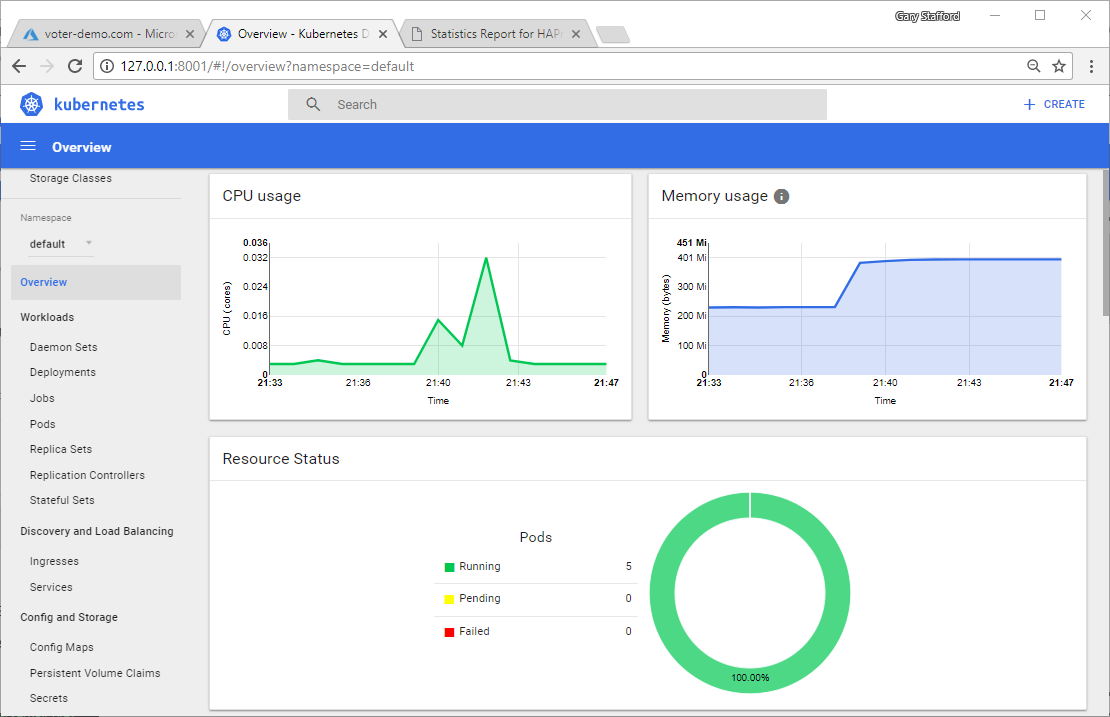 Gary Stafford
voter-demo.com - Micro
Overview - Kubernetes D
Statistics Report for HAP
127.0.0.1:8001/#!/overview?namespace=default
kubernetes
Search
CREATE
Overview
Storage Classes
Namespace
default
Overview
Workloads
Daemon Sets
Deployments
Jobs
Pods
Replica Sets
Replication Controllers
Stateful Sets
Discovery and Load Balancing
Ingresses
Services
Config and Storage
Config Maps
Persistent Volume Claims
Secrets
CPU usage
CPU (cores)
0.036
0.032
0.024
0.016
0.008
0
21:33 21:36 21:40 21:43 21:47
Time
Memory usage
Memory (bytes)
451 Mi
401 Mi
300 Mi
200 Mi
100 Mi
0
21:33 21:36 21:40 21:43 21:47
Time
Resource Status
Pods
Running 5
Pending 0
Failed 0
100.00%